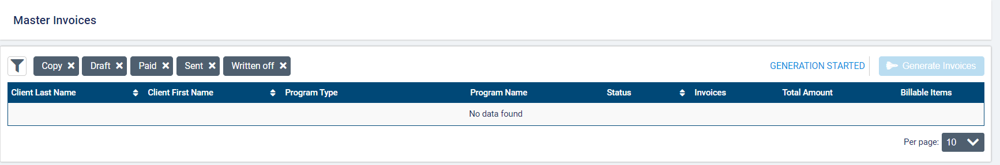 Master Invoices
Copy Draft Paid Sent Written off GENERATION STARTED Generate Invoices
Client Last Name Client First Name Program Type Program Name Status Invoices Total Amount Billable Items
No data found
Per page: 10